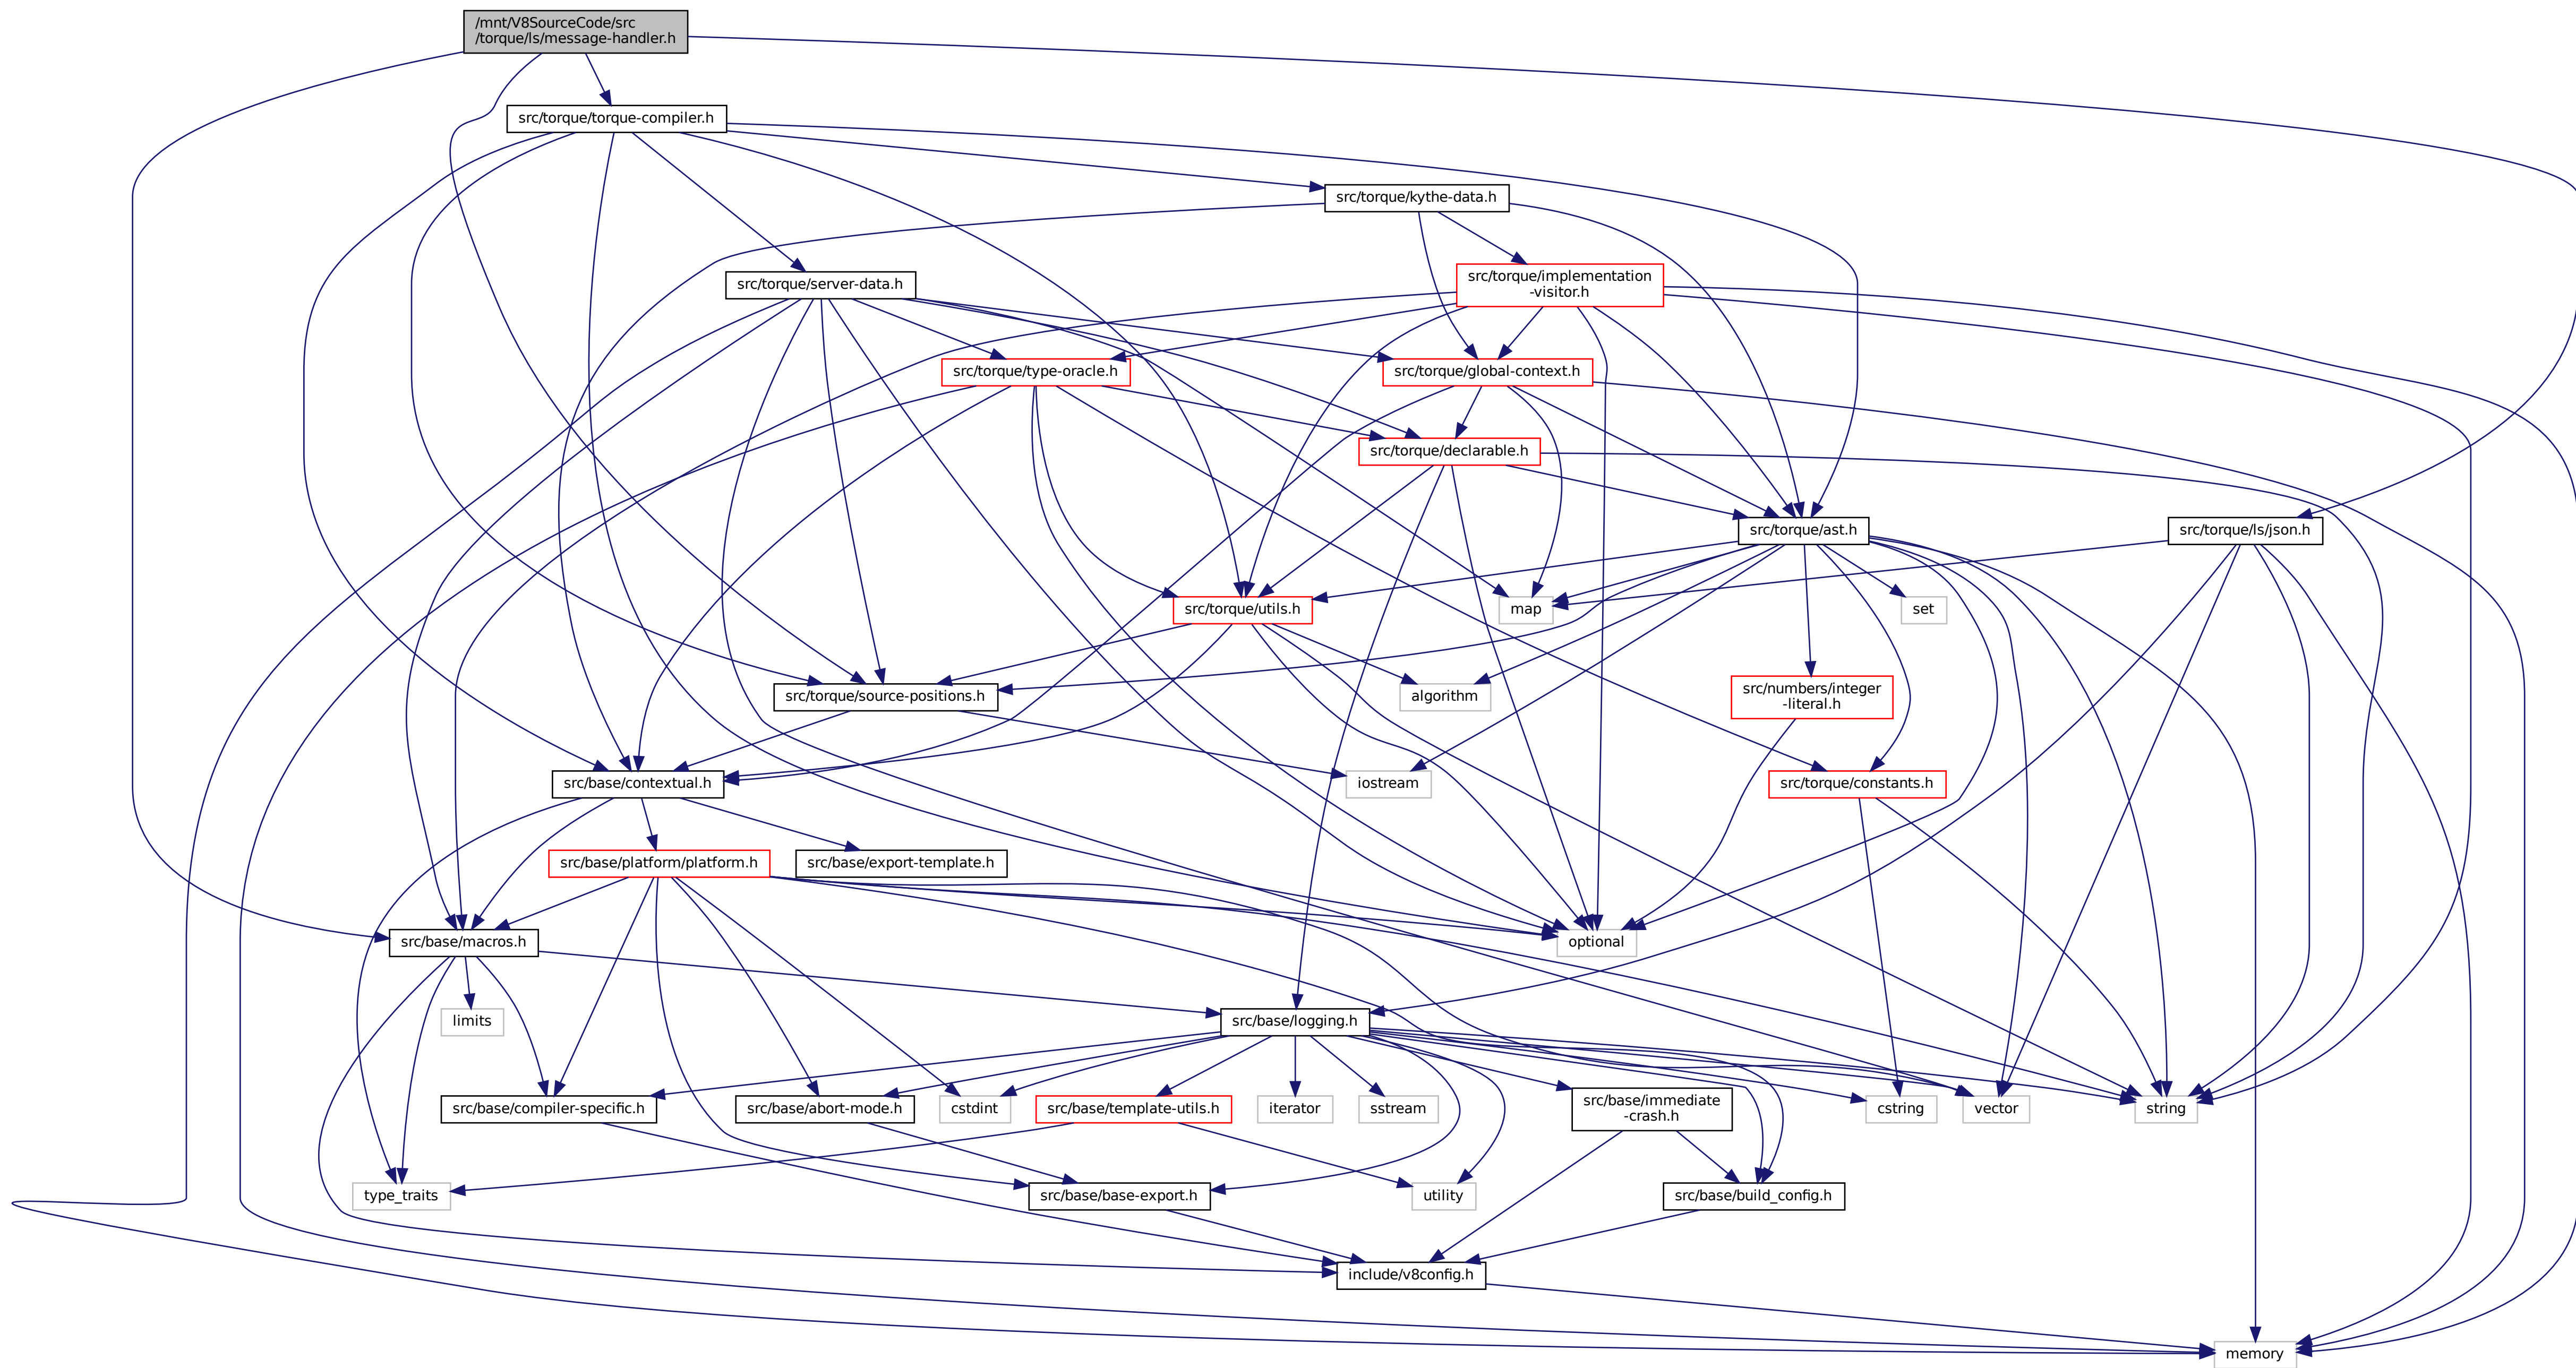 /mnt/V8SourceCode/src
/torque/ls/message-handler.h
src/torque/torque-compiler.h
src/torque/kythe-data.h
src/torque/server-data.h
src/torque/implementation
-visitor.h
src/torque/type-oracle.h
src/torque/global-context.h
src/torque/declarable.h
src/torque/ast.h
src/torque/ls/json.h
src/torque/utils.h
map
set
src/torque/source-positions.h
algorithm
src/numbers/integer
-literal.h
src/base/contextual.h
iostream
src/torque/constants.h
src/base/platform/platform.h
src/base/export-template.h
src/base/macros.h
optional
limits
src/base/logging.h
src/base/compiler-specific.h
src/base/abort-mode.h
cstdint
src/base/template-utils.h
iterator
sstream
src/base/immediate
-crash.h
cstring
vector
string
type_traits
src/base/base-export.h
utility
src/base/build_config.h
include/v8config.h
memory